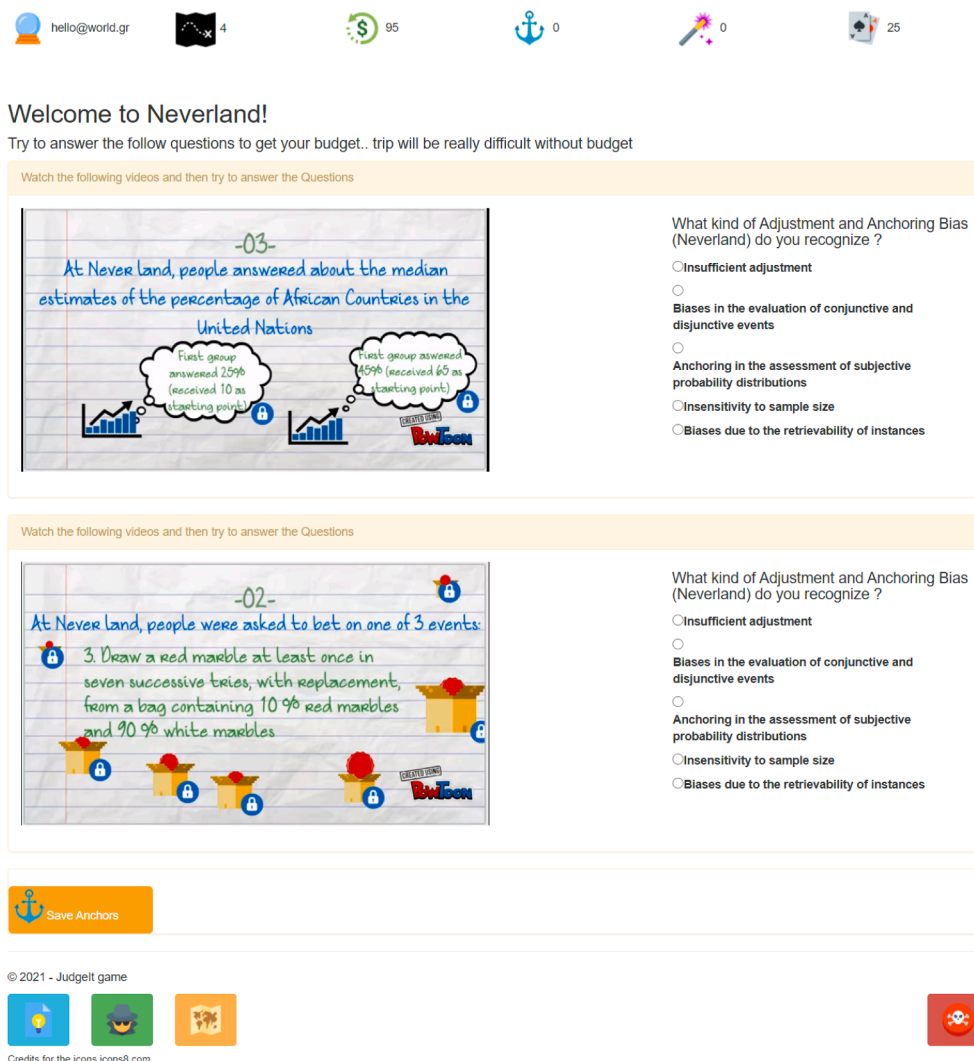 hello@world.gr
4
95
0
0
25
Welcome to Neverland!
Try to answer the follow questions to get your budget.. trip will be really difficult without budget
Watch the following videos and then try to answer the Questions
-03-
At Never land, people answered about the median
estimates of the percentage of African Countries in the
United Nations
First group
answered 25%
(received 10 as
starting point)
First group aswered
45% (received 65 as
starting point)
CREATED USING
POWTOON
What kind of Adjustment and Anchoring Bias
(Neverland) do you recognize ?
Insufficient adjustment
Biases in the evaluation of conjunctive and
disjunctive events
Anchoring in the assessment of subjective
probability distributions
Insensitivity to sample size
Biases due to the retrievability of instances
Watch the following videos and then try to answer the Questions
-02-
At Never land, people were asked to bet on one of 3 events:
3. Draw a red marble at least once in
seven successive tries, with replacement,
from a bag containing 10 % red marbles
and 90 % white marbles
CREATED USING
POWTOON
What kind of Adjustment and Anchoring Bias
(Neverland) do you recognize ?
Insufficient adjustment
Biases in the evaluation of conjunctive and
disjunctive events
Anchoring in the assessment of subjective
probability distributions
Insensitivity to sample size
Biases due to the retrievability of instances
Save Anchors
© 2021 - JudgeIt game
Credits for the icons icons8.com